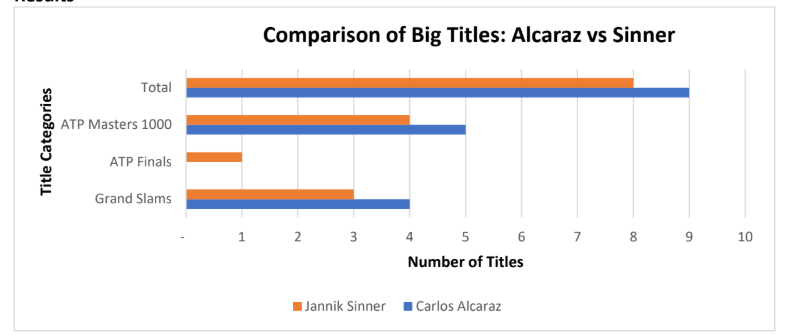 Results
Comparison of Big Titles: Alcaraz vs Sinner
Title Categories
Total
ATP Masters 1000
ATP Finals
Grand Slams
- 1 2 3 4 5 6 7 8 9 10
Number of Titles
Jannik Sinner Carlos Alcaraz